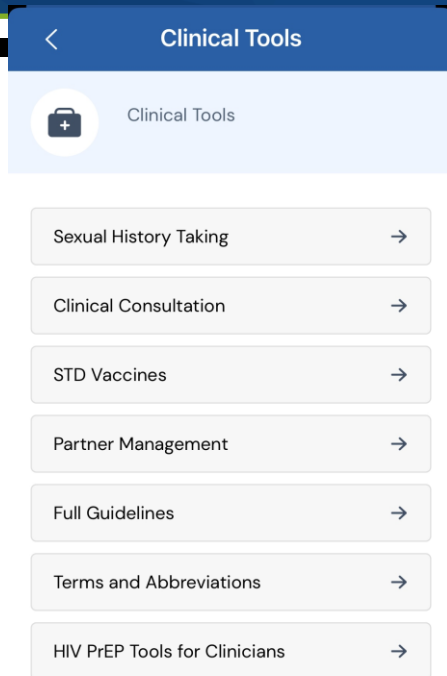 Clinical Tools
Clinical Tools
Sexual History Taking
Clinical Consultation
STD Vaccines
Partner Management
Full Guidelines
Terms and Abbreviations
HIV PrEP Tools for Clinicians